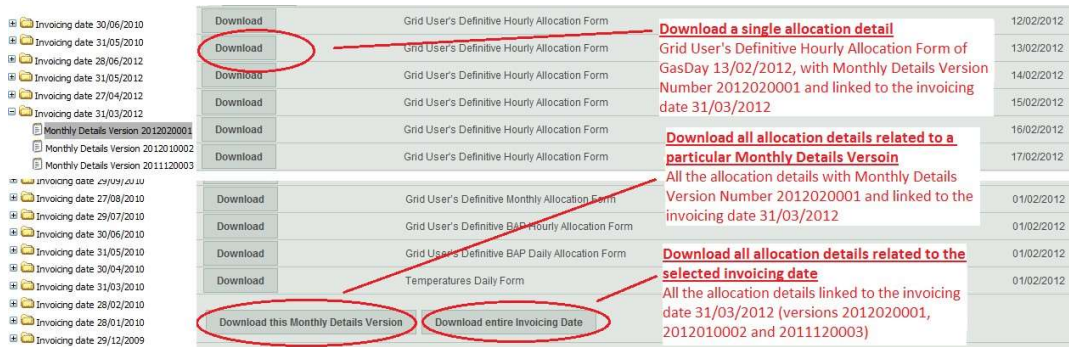 Invoicing date 30/06/2010
Invoicing date 31/05/2010
Invoicing date 28/06/2012
Invoicing date 31/05/2012
Invoicing date 27/04/2012
Invoicing date 31/03/2012
Monthly Details Version 2012020001
Monthly Details Version 2012010002
Monthly Details Version 2011120003
Invoicing date 29/09/2010
Invoicing date 27/08/2010
Invoicing date 29/07/2010
Invoicing date 30/06/2010
Invoicing date 31/05/2010
Invoicing date 30/04/2010
Invoicing date 31/03/2010
Invoicing date 28/02/2010
Invoicing date 28/01/2010
Invoicing date 29/12/2009
Download Grid User's Definitive Hourly Allocation Form 12/02/2012
Download Grid User's Definitive Hourly Allocation Form 13/02/2012
Download Grid User's Definitive Hourly Allocation Form 14/02/2012
Download Grid User's Definitive Hourly Allocation Form 15/02/2012
Download Grid User's Definitive Hourly Allocation Form 16/02/2012
Download Grid User's Definitive Hourly Allocation Form 17/02/2012
Download Grid User's Definitive Monthly Allocation Form 01/02/2012
Download Grid User's Definitive BAP Hourly Allocation Form 01/02/2012
Download Grid User's Definitive BAP Daily Allocation Form 01/02/2012
Download Temperatures Daily Form 01/02/2012
Download this Monthly Details Version Download entire Invoicing Date
Download a single allocation detail
Grid User's Definitive Hourly Allocation Form of
GasDay 13/02/2012, with Monthly Details Version
Number 2012020001 and linked to the invoicing
date 31/03/2012
Download all allocation details related to a
particular Monthly Details Versoin
All the allocation details with Monthly Details
Version Number 2012020001 and linked to the
invoicing date 31/03/2012
Download all allocation details related to the
selected invoicing date
All the allocation details linked to the invoicing
date 31/03/2012 (versions 2012020001,
2012010002 and 2011120003)